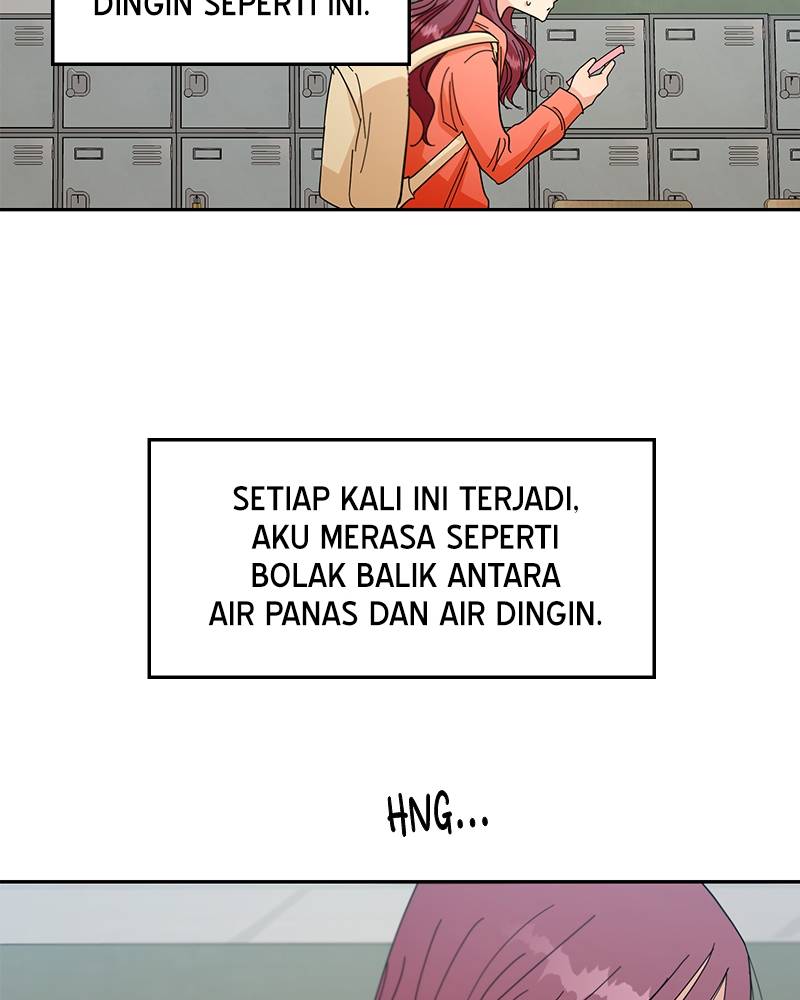 DINGIN SEPERTI INI.
SETIAP KALI INI TERJADI,
AKU MERASA SEPERTI
BOLAK BALIK ANTARA
AIR PANAS DAN AIR DINGIN.
HNG...